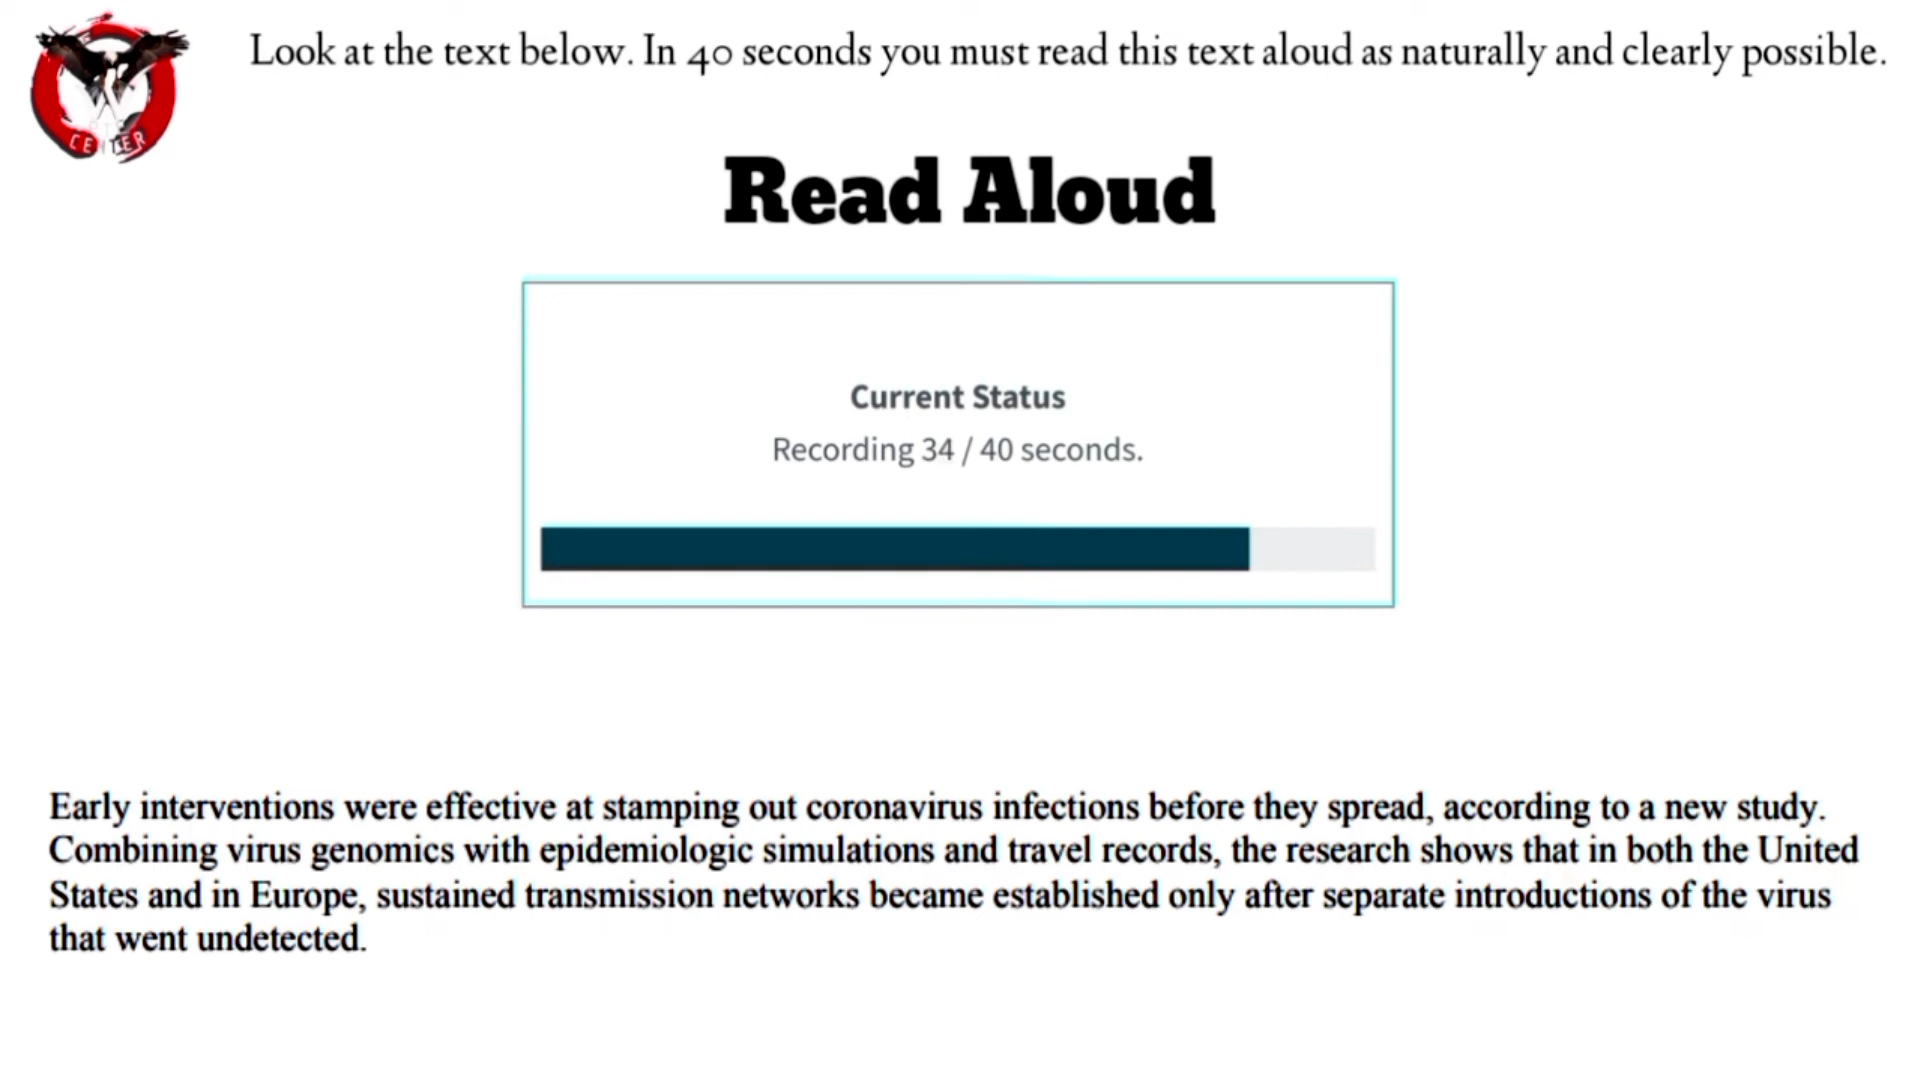 Look at the text below. In 40 seconds you must read this text aloud as naturally and clearly possible.
CENTER
Read Aloud
Current Status
Recording 34 / 40 seconds.
Early interventions were effective at stamping out coronavirus infections before they spread, according to a new study.
Combining virus genomics with epidemiologic simulations and travel records, the research shows that in both the United
States and in Europe, sustained transmission networks became established only after separate introductions of the virus
that went undetected.